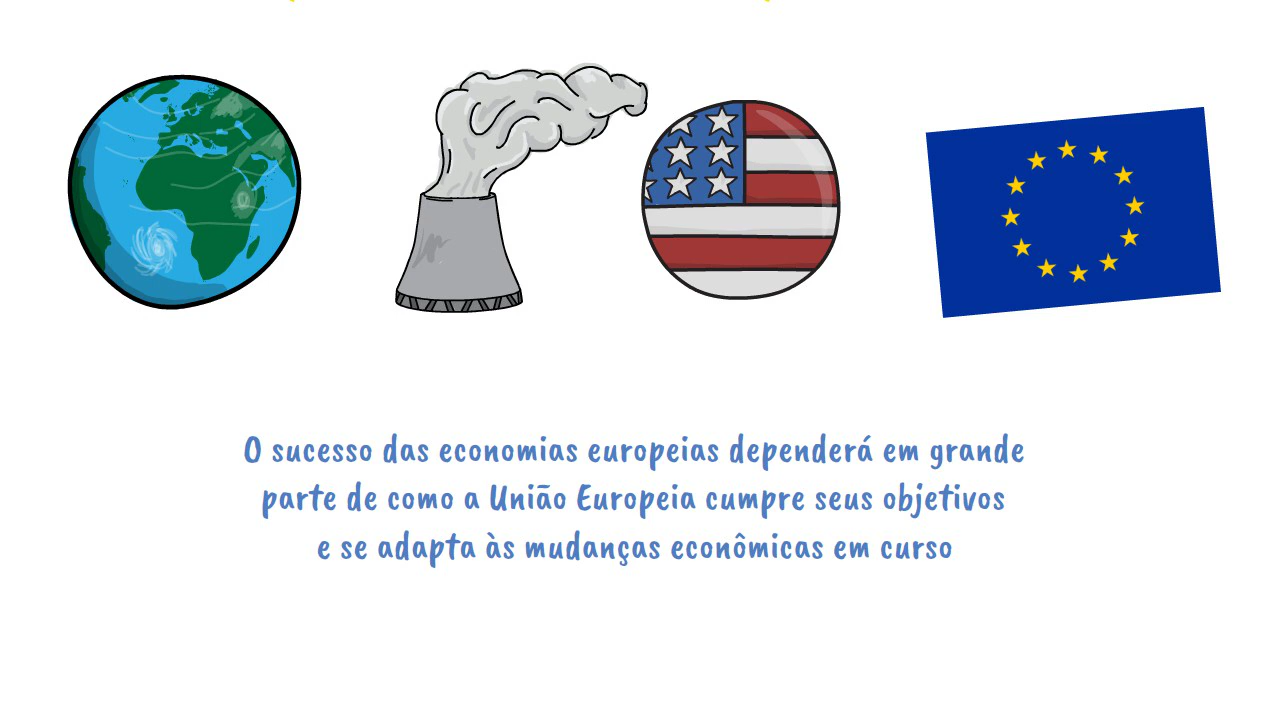 O sucesso das economias europeias dependerá em grande
parte de como a União Europeia cumpre seus objetivos
e se adapta às mudanças econômicas em curso